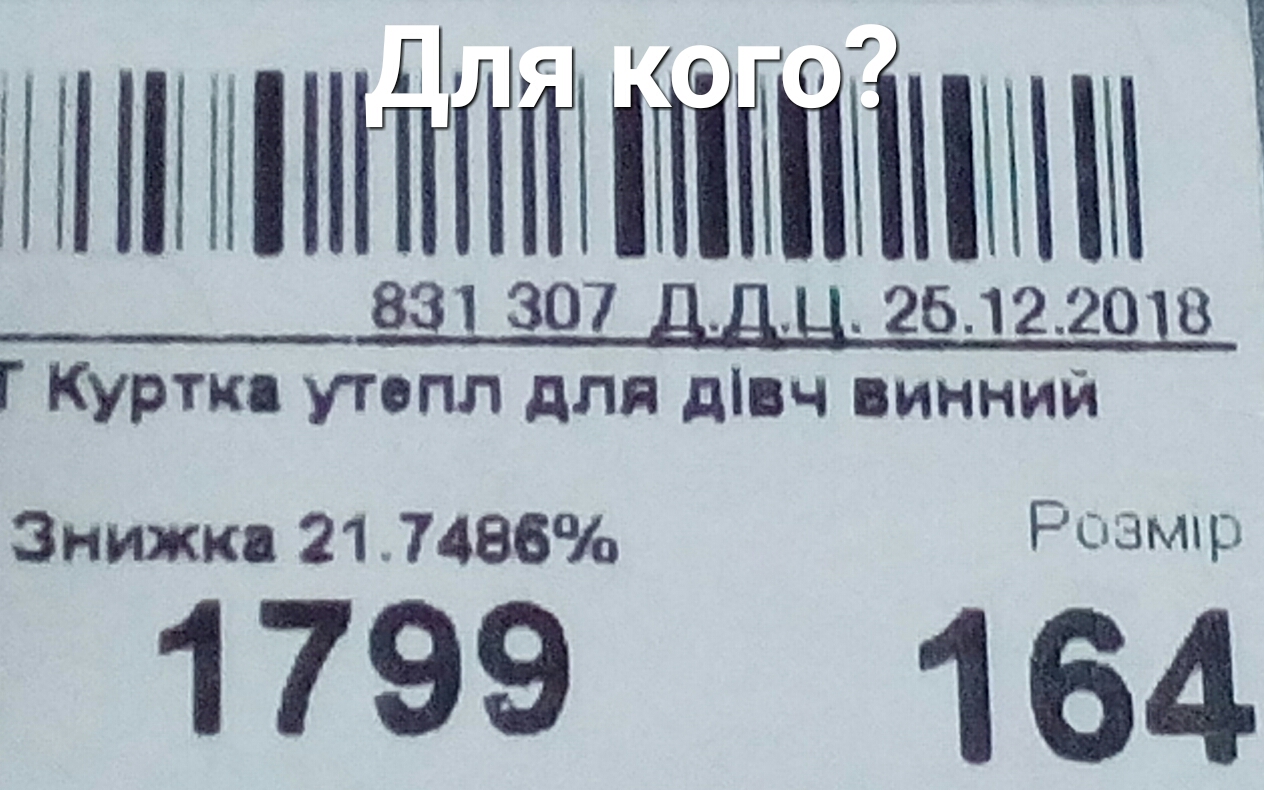 Для кого?
831 307 Д.Д.Ц. 25.12.2018
Т Куртка утепл для дівч винний
Знижка 21.7486%
Розмір
1799
164